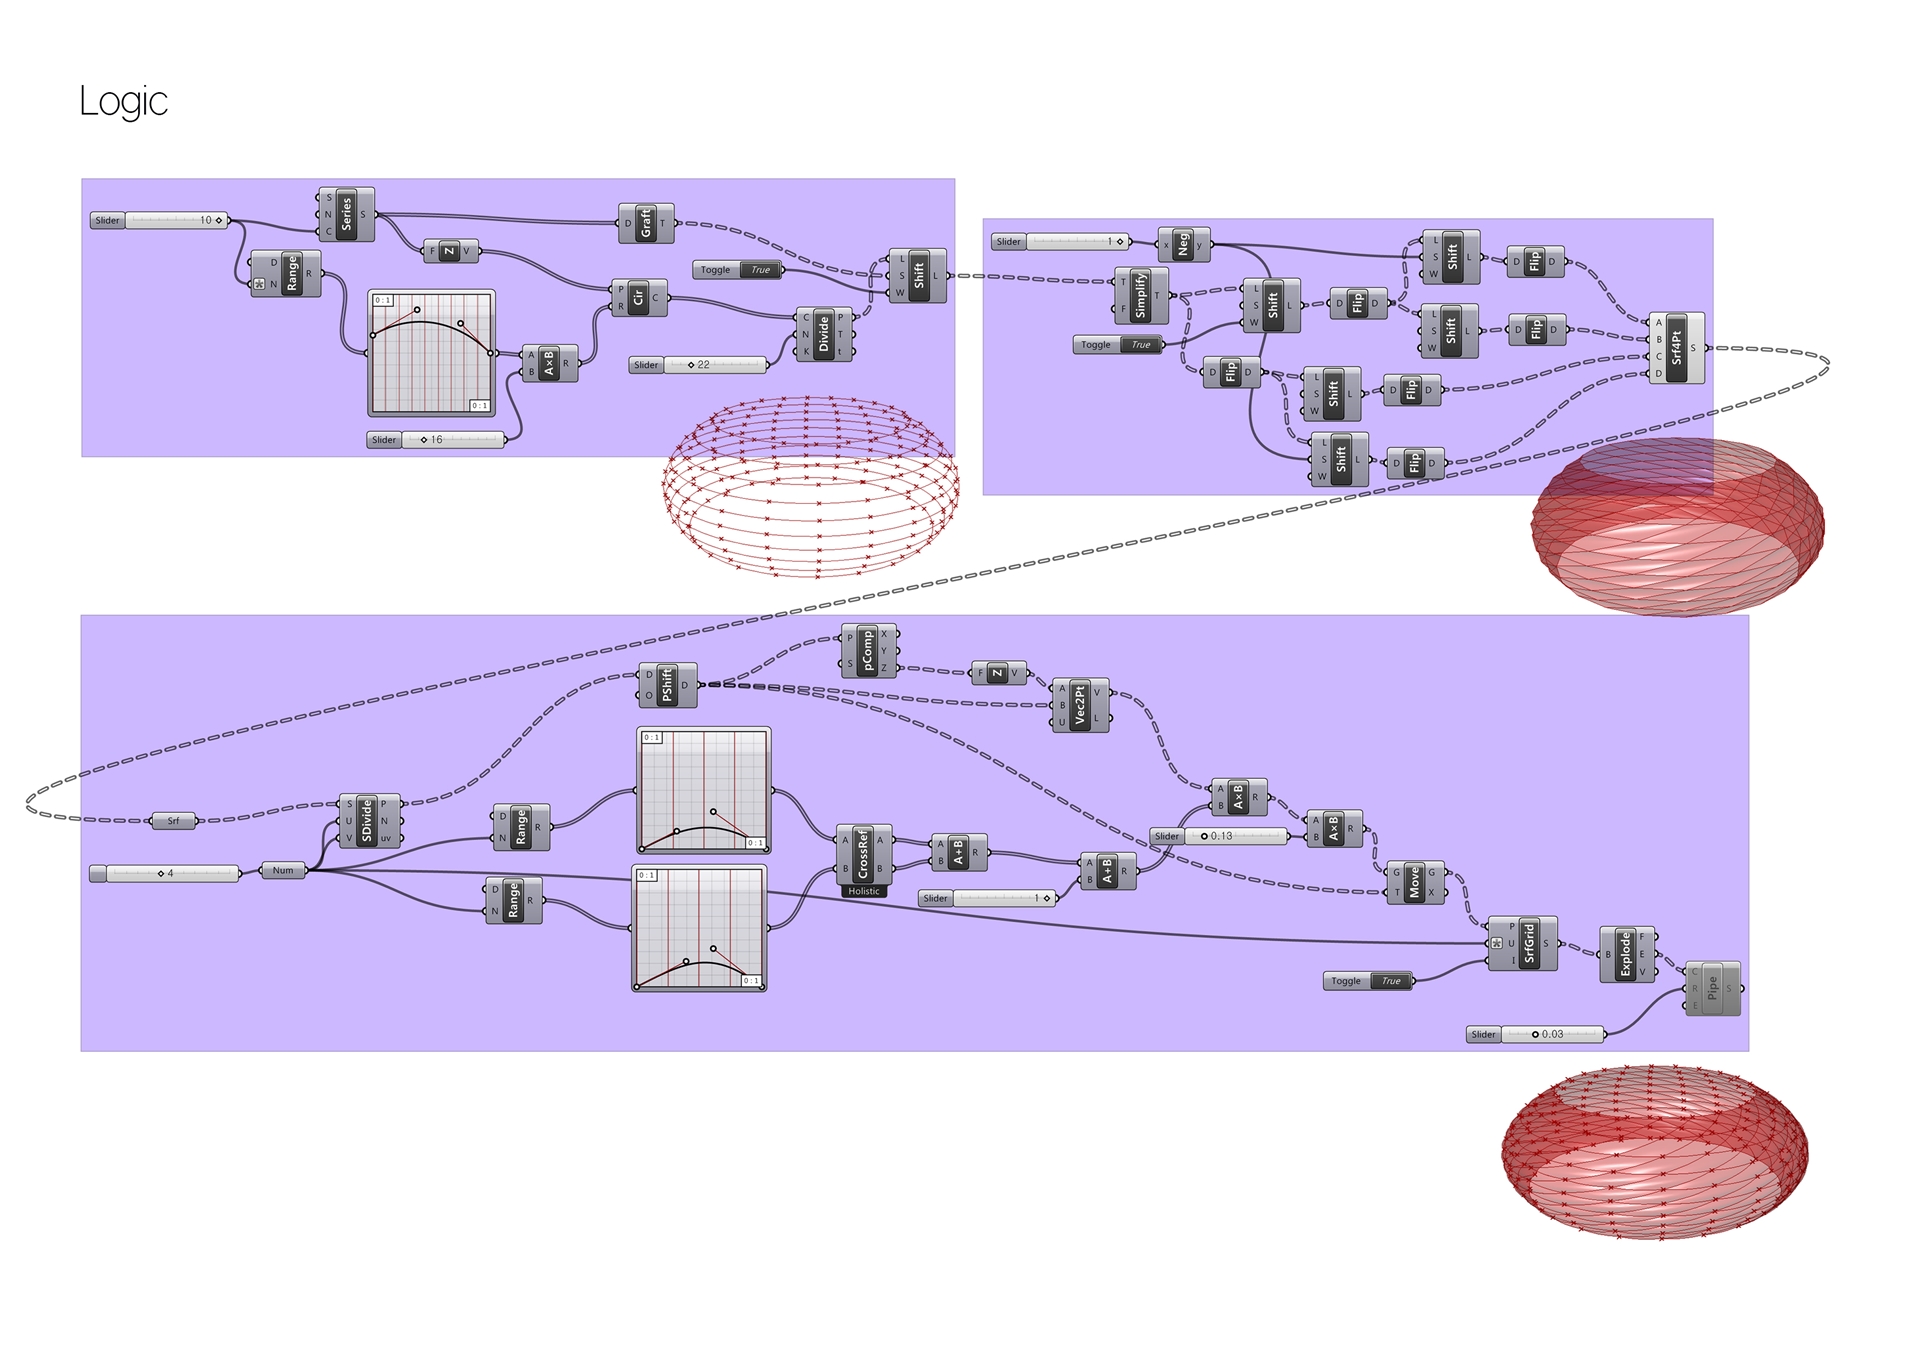 Logic
Slider 10
S N C Series S
D N Range R
F Z V
D Graft T
Toggle True
L S W Shift L
P R Cir C
0 : 1
0 : 1
A B A×B R
Slider 16
Slider 22
C N K Divide P T t
Slider 1
x Neg y
T F Simplify T
Toggle True
L S W Shift L
D Flip D
L S W Shift L
D Flip D
L S W Shift L
D Flip D
D Flip D
L S W Shift L
D Flip D
L S W Shift L
D Flip D
A B C D Srf4Pt S
D O PShift D
P S pComp X Y Z
F Z V
A B U Vec2Pt V L
0 : 1
0 : 1
Srf
S U V SDivide P N uv
4
Num
D N Range R
D N Range R
0 : 1
0 : 1
A B CrossRef A B
Holistic
A B A+B R
Slider 1
A B A+B R
A B A×B R
Slider 0.13
A B A×B R
G T Move G X
P U I SrfGrid S
Toggle True
B Explode F E V
C R E Pipe S
Slider 0.03